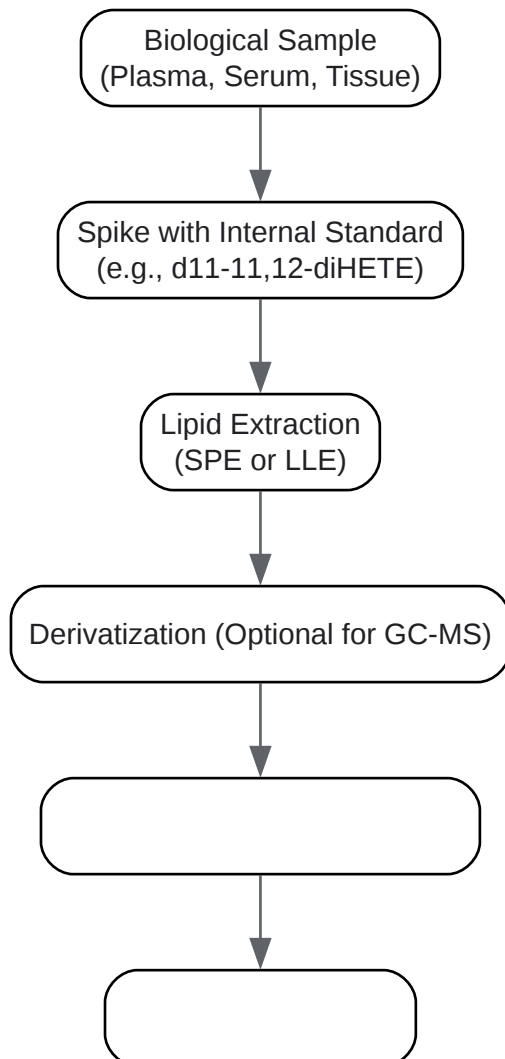 Biological Sample
(Plasma, Serum, Tissue)
Spike with Internal Standard
(e.g., d11-11,12-diHETE)
Lipid Extraction
(SPE or LLE)
Derivatization (Optional for GC-MS)